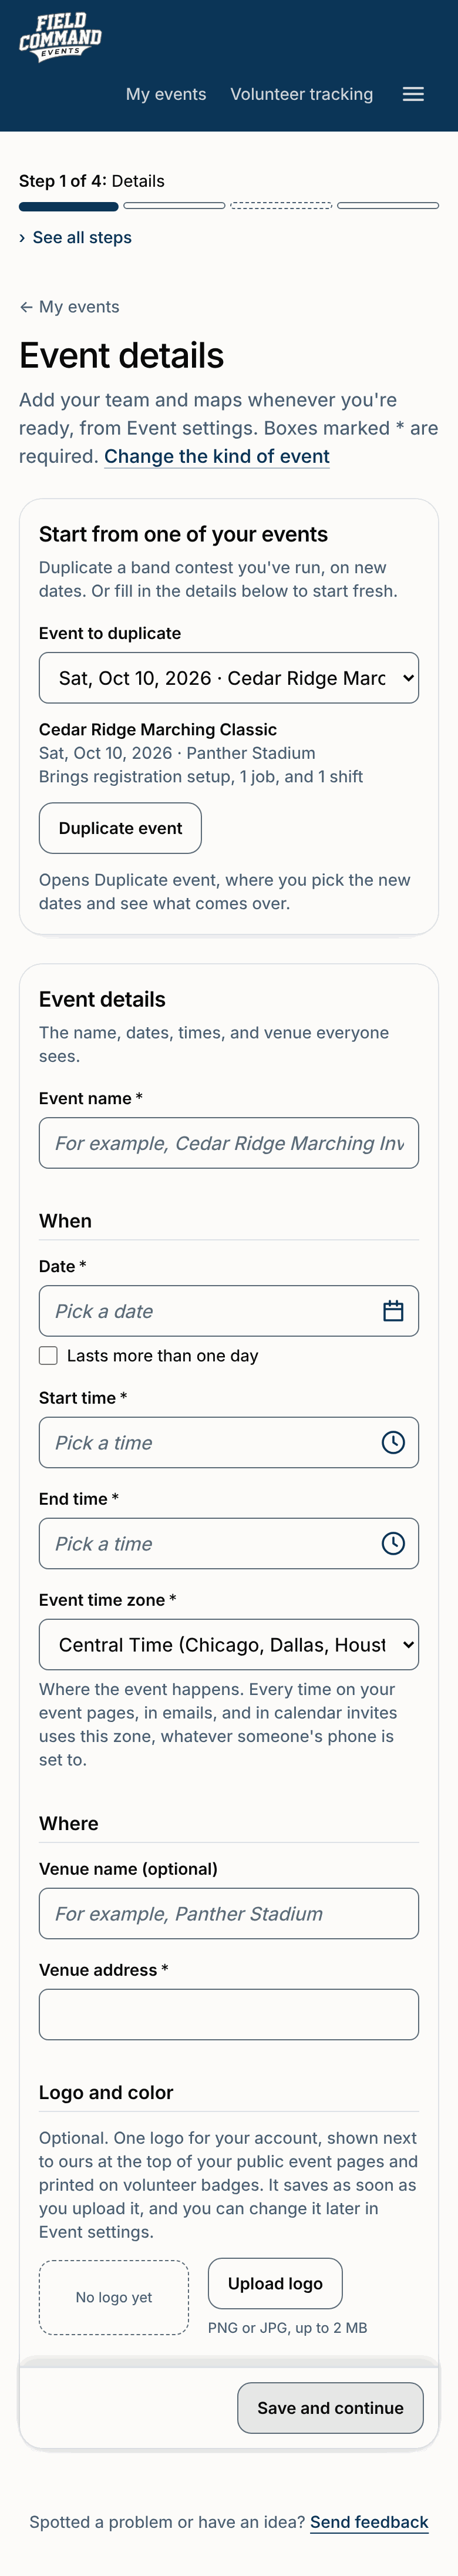 FIELD
COMMAND
EVENTS
My events Volunteer tracking
Step 1 of 4: Details
› See all steps
← My events
Event details
Add your team and maps whenever you're
ready, from Event settings. Boxes marked * are
required. Change the kind of event
Start from one of your events
Duplicate a band contest you've run, on new
dates. Or fill in the details below to start fresh.
Event to duplicate
Sat, Oct 10, 2026 · Cedar Ridge Marc
Cedar Ridge Marching Classic
Sat, Oct 10, 2026 · Panther Stadium
Brings registration setup, 1 job, and 1 shift
Duplicate event
Opens Duplicate event, where you pick the new
dates and see what comes over.
Event details
The name, dates, times, and venue everyone
sees.
Event name *
For example, Cedar Ridge Marching Inv
When
Date *
Pick a date
Lasts more than one day
Start time *
Pick a time
End time *
Pick a time
Event time zone *
Central Time (Chicago, Dallas, Houst
Where the event happens. Every time on your
event pages, in emails, and in calendar invites
uses this zone, whatever someone's phone is
set to.
Where
Venue name (optional)
For example, Panther Stadium
Venue address *
Logo and color
Optional. One logo for your account, shown next
to ours at the top of your public event pages and
printed on volunteer badges. It saves as soon as
you upload it, and you can change it later in
Event settings.
No logo yet
Upload logo
PNG or JPG, up to 2 MB
Save and continue
Spotted a problem or have an idea? Send feedback